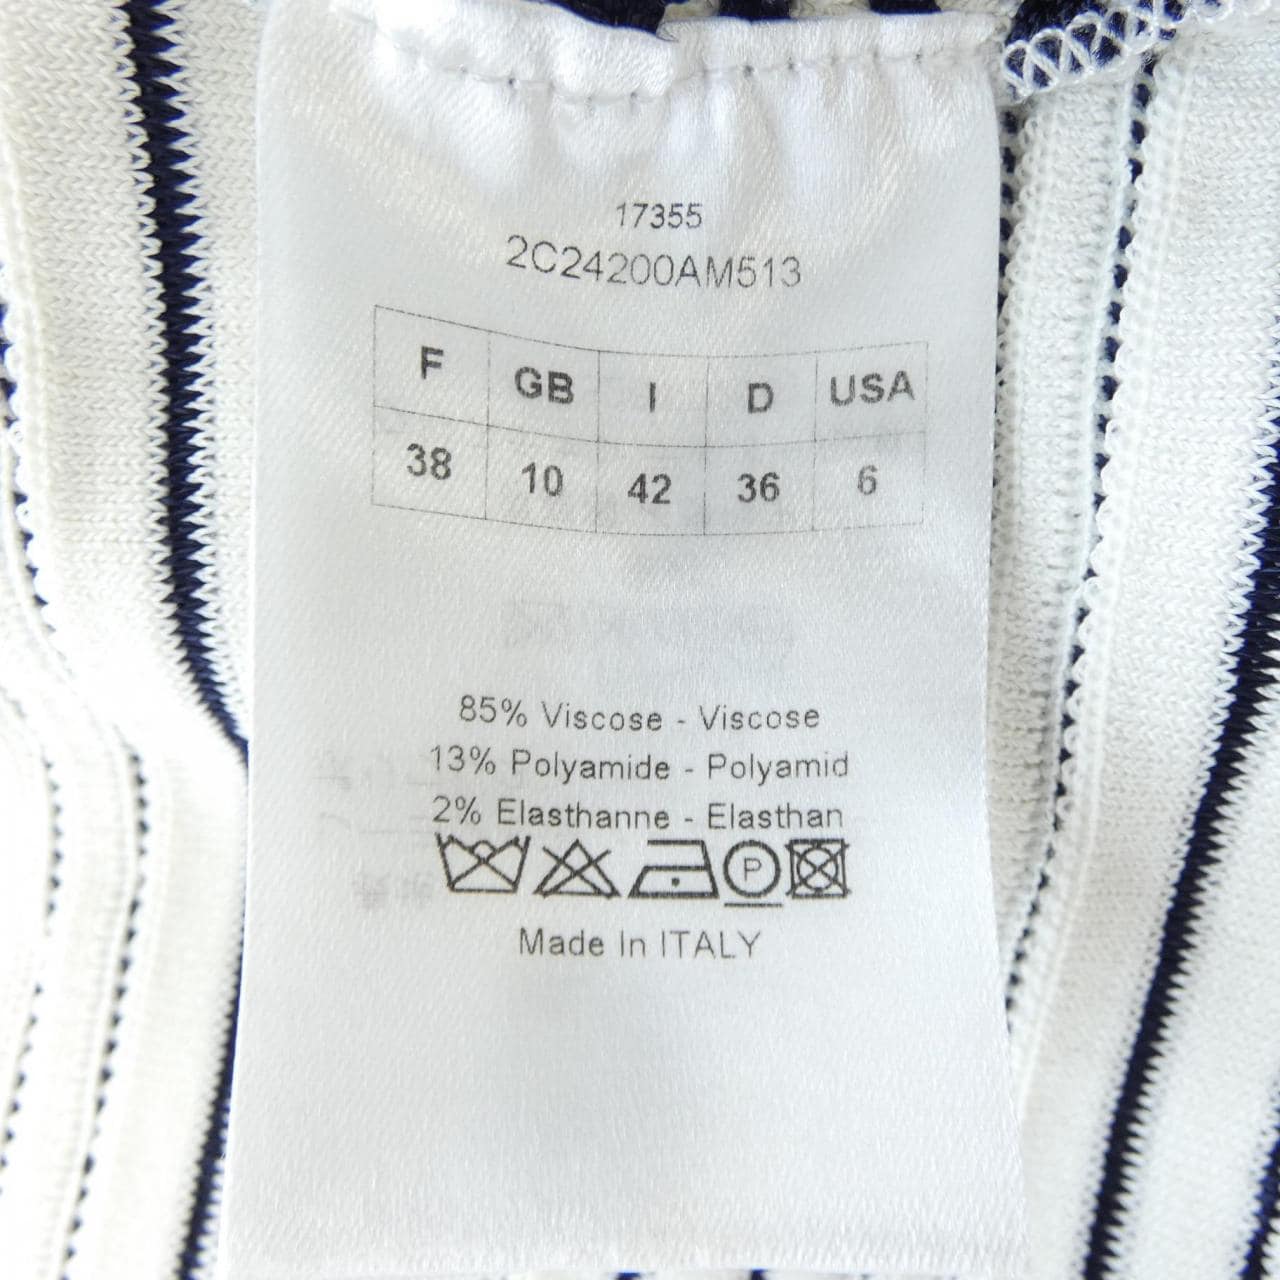 17355
2C24200AM513
F GB I D USA
38 10 42 36 6
85% Viscose - Viscose
13% Polyamide - Polyamid
2% Elasthanne - Elasthan
P
Made In ITALY